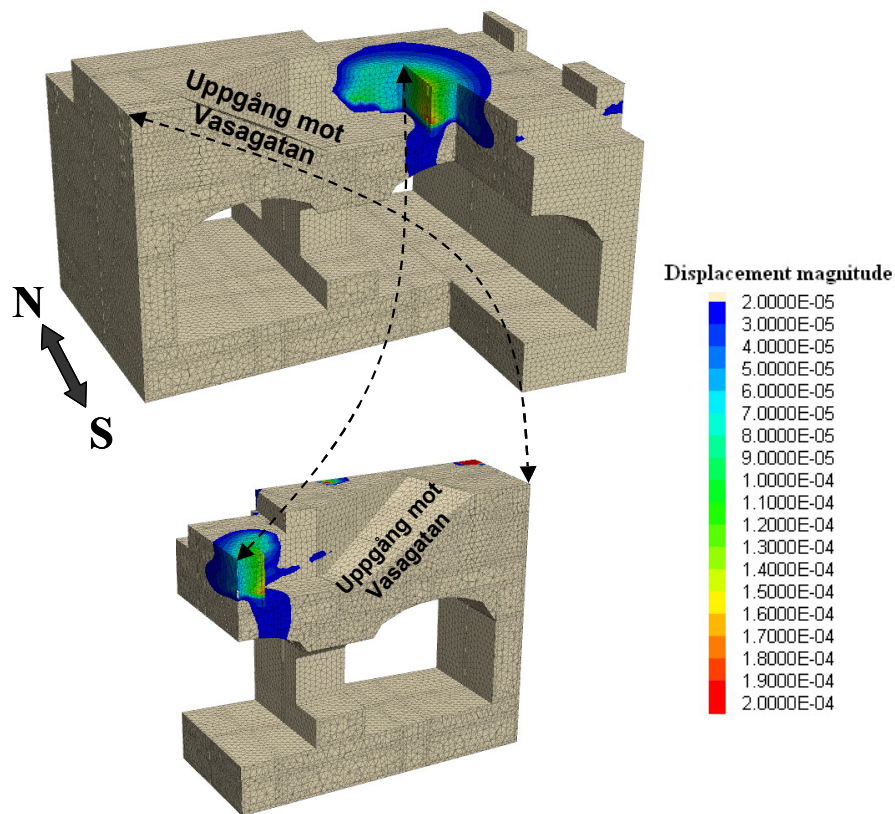 Uppgång mot
Vasagatan
N
S
Displacement magnitude
2.0000E-05
3.0000E-05
4.0000E-05
5.0000E-05
6.0000E-05
7.0000E-05
8.0000E-05
9.0000E-05
1.0000E-04
1.1000E-04
1.2000E-04
1.3000E-04
1.4000E-04
1.5000E-04
1.6000E-04
1.7000E-04
1.8000E-04
1.9000E-04
2.0000E-04
Uppgång mot
Vasagatan